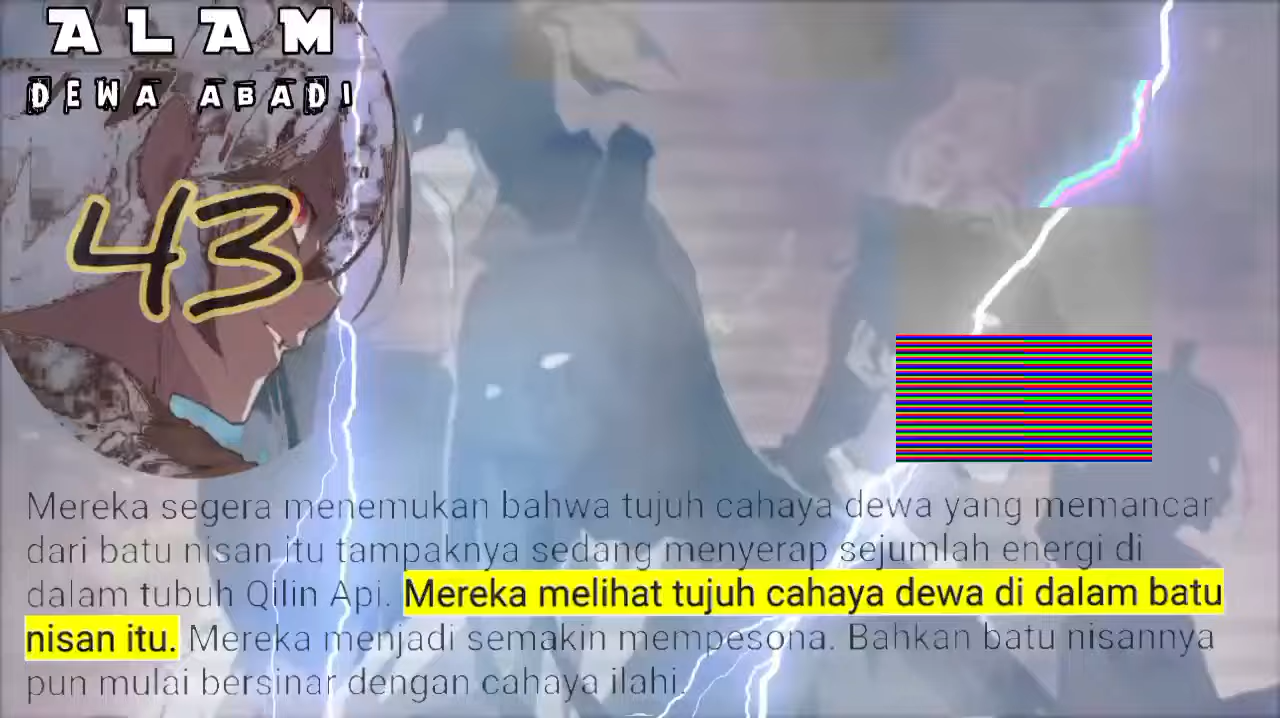 ALAM
DEWA ABADI
43
Mereka segera menemukan bahwa tujuh cahaya dewa yang memancar
dari batu nisan itu tampaknya sedang menyerap sejumlah energi di
dalam tubuh Qilin Api. Mereka melihat tujuh cahaya dewa di dalam batu
nisan itu. Mereka menjadi semakin mempesona. Bahkan batu nisannya
pun mulai bersinar dengan cahaya ilahi.